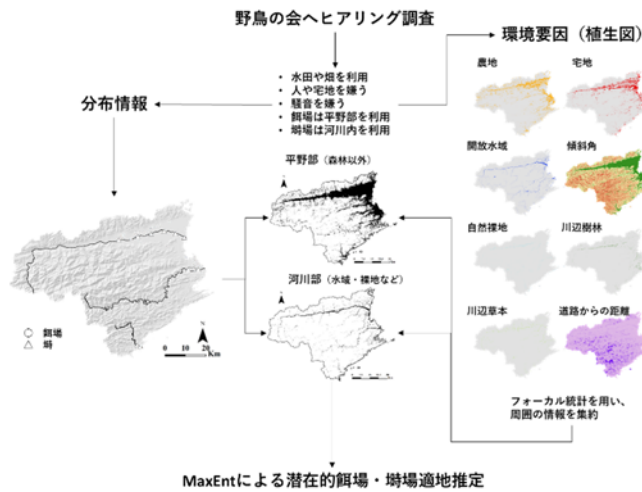 野鳥の会へヒアリング調査
環境要因（植生図）
・ 水田や畑を利用
・ 人や宅地を嫌う
・ 騒音を嫌う
・ 餌場は平野部を利用
・ 塒場は河川内を利用
分布情報
農地
宅地
開放水域
傾斜角
自然裸地
川辺樹林
川辺草本
道路からの距離
平野部（森林以外）
河川部（水域・裸地など）
餌場
塒
0 10 20
Km
フォーカル統計を用い、
周囲の情報を集約
MaxEntによる潜在的餌場・塒場適地推定